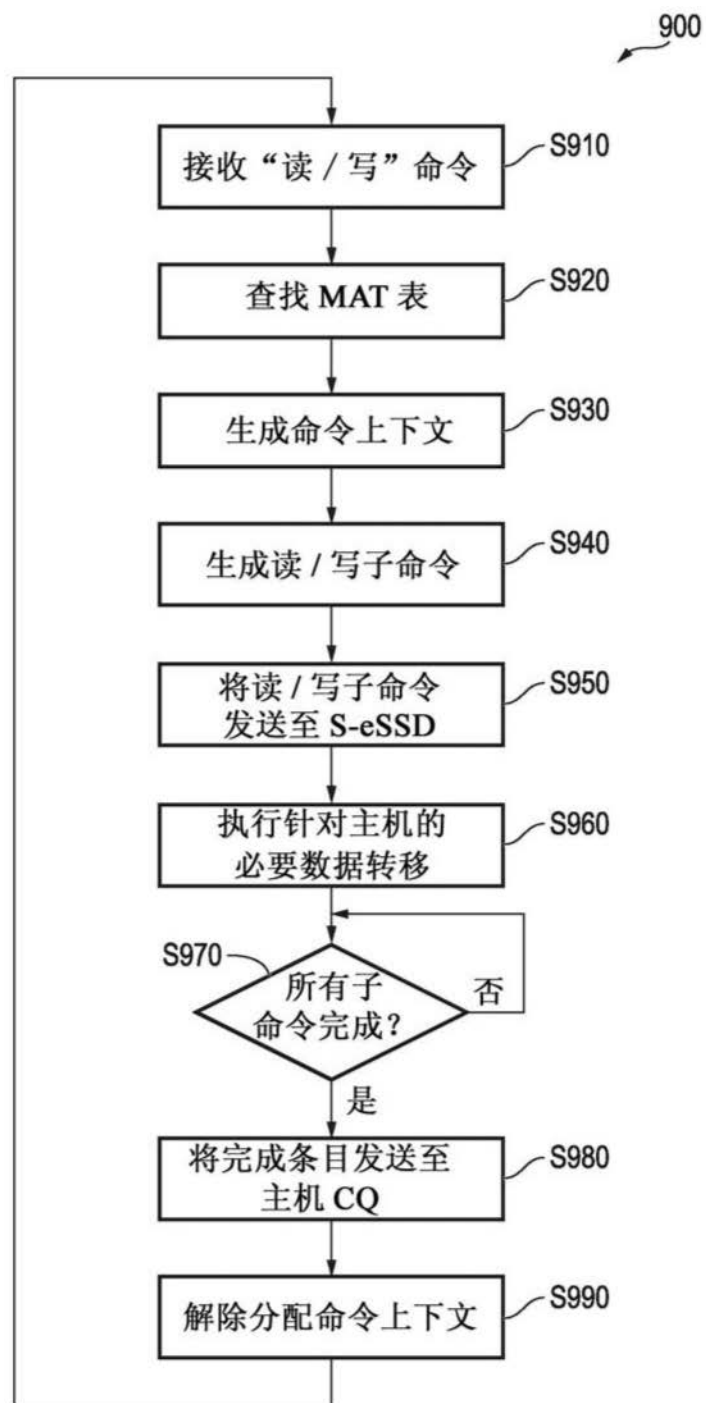 900
接收“读 / 写”命令
S910
查找 MAT 表
S920
生成命令上下文
S930
生成读 / 写子命令
S940
将读 / 写子命令
发送至 S-eSSD
S950
执行针对主机的
必要数据转移
S960
S970
所有子
命令完成?
否
是
将完成条目发送至
主机 CQ
S980
解除分配命令上下文
S990